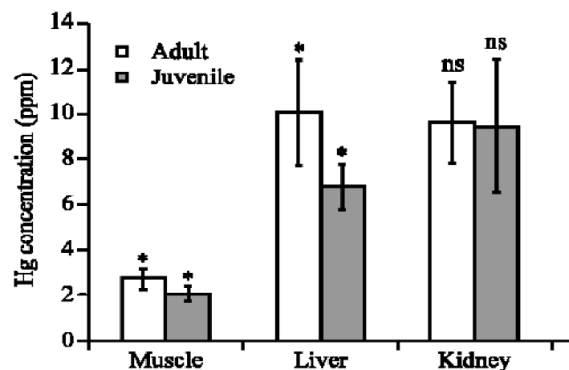 14
12
10
8
6
4
2
0
Hg concentration (ppm)
Adult
Juvenile
*
*
*
*
ns
ns
Muscle
Liver
Kidney